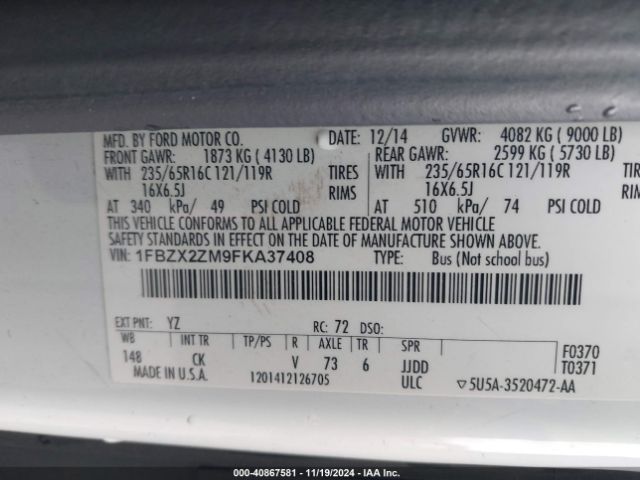 MFD. BY FORD MOTOR CO. DATE: 12/14 GVWR: 4082 KG ( 9000 LB)
FRONT GAWR: 1873 KG ( 4130 LB) REAR GAWR: 2599 KG ( 5730 LB)
WITH 235/65R16C 121/119R TIRES WITH 235/65R16C 121/119R TIRES
16X6.5J RIMS 16X6.5J RIMS
AT 340 kPa/ 49 PSI COLD AT 510 kPa/ 74 PSI COLD
THIS VEHICLE CONFORMS TO ALL APPLICABLE FEDERAL MOTOR VEHICLE
SAFETY STANDARDS IN EFFECT ON THE DATE OF MANUFACTURE SHOWN ABOVE.
VIN: 1FBZX2ZM9FKA37408 TYPE: Bus (Not school bus)
EXT PNT: YZ RC: 72 DSO:
WB INT TR TP/PS R AXLE TR SPR F0370
148 CK V 73 6 JJDD T0371
MADE IN U.S.A. 1201412126705 ULC ▽5U5A-3520472-AA
000-40867581 - 11/19/2024 - IAA Inc.